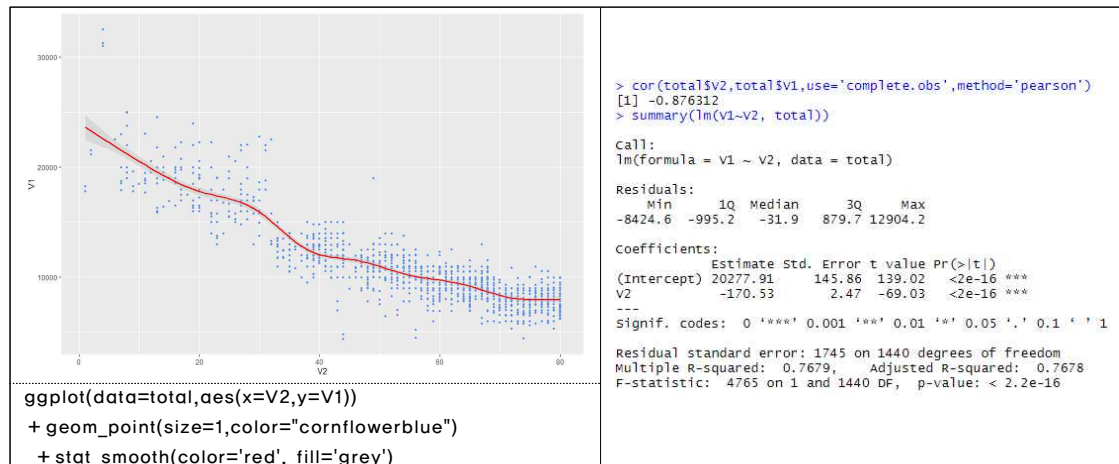 30000
20000
10000
V1
0
20
40
60
80
V2
ggplot(data=total,aes(x=V2,y=V1))
+ geom_point(size=1,color="cornflowerblue")
+ stat_smooth(color='red', fill='grey')
> cor(total$V2,total$V1,use='complete.obs',method='pearson')
[1] -0.876312
> summary(lm(V1~V2, total))
Call:
lm(formula = V1 ~ V2, data = total)
Residuals:
Min 1Q Median 3Q Max
-8424.6 -995.2 -31.9 879.7 12904.2
Coefficients:
Estimate Std. Error t value Pr(>|t|)
(Intercept) 20277.91 145.86 139.02 <2e-16 ***
V2 -170.53 2.47 -69.03 <2e-16 ***
---
Signif. codes: 0 ‘***’ 0.001 ‘**’ 0.01 ‘*’ 0.05 ‘.’ 0.1 ‘ ’ 1
Residual standard error: 1745 on 1440 degrees of freedom
Multiple R-squared: 0.7679, Adjusted R-squared: 0.7678
F-statistic: 4765 on 1 and 1440 DF, p-value: < 2.2e-16